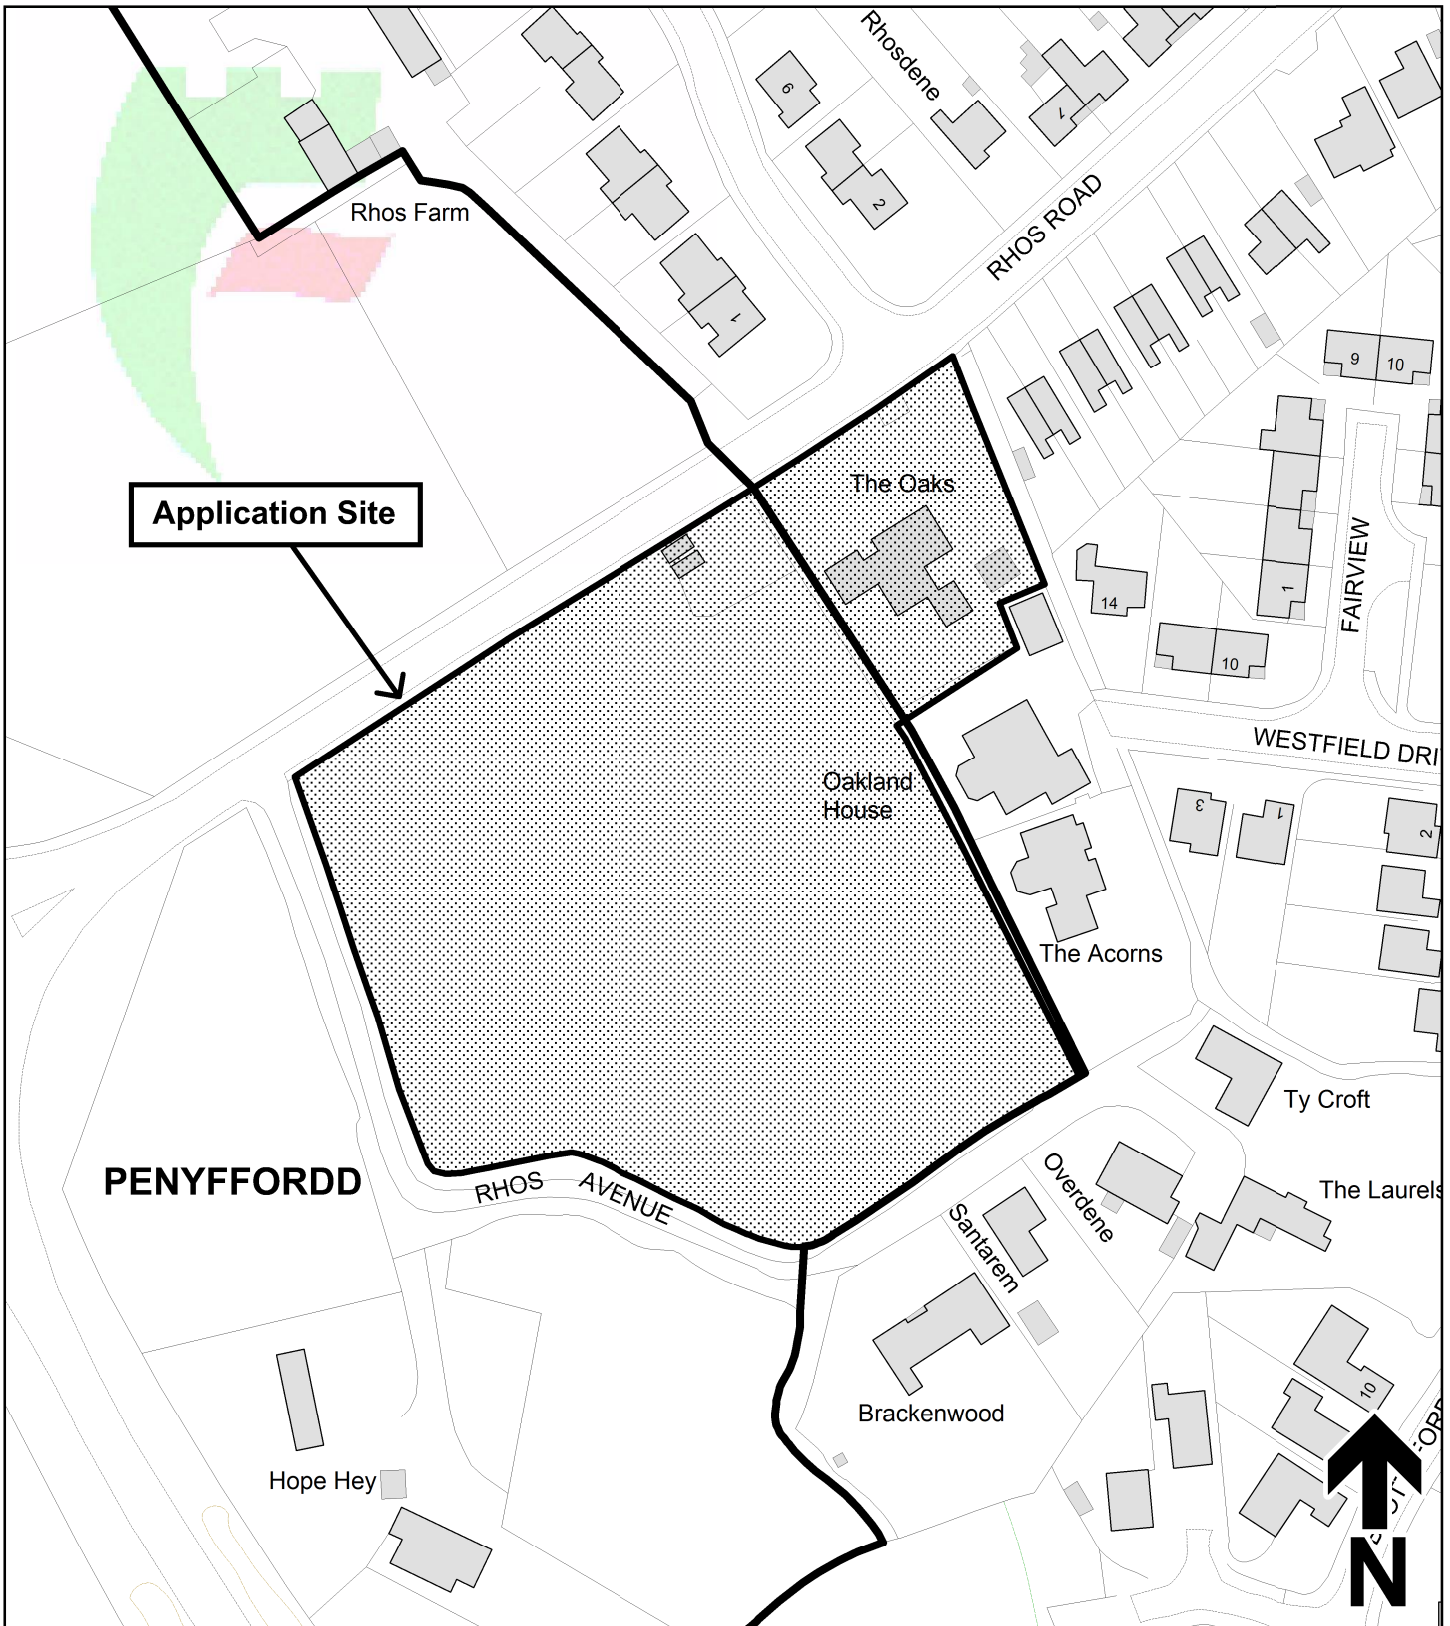 Rhosdene
6
7
2
RHOS ROAD
Rhos Farm
1
9
10
The Oaks
Application Site
FAIRVIEW
1
14
10
WESTFIELD DRI
Oakland
House
3
1
2
The Acorns
Ty Croft
PENYFFORDD
RHOS AVENUE
Overdene
The Laurels
Santarem
10
Brackenwood
Hope Hey
N